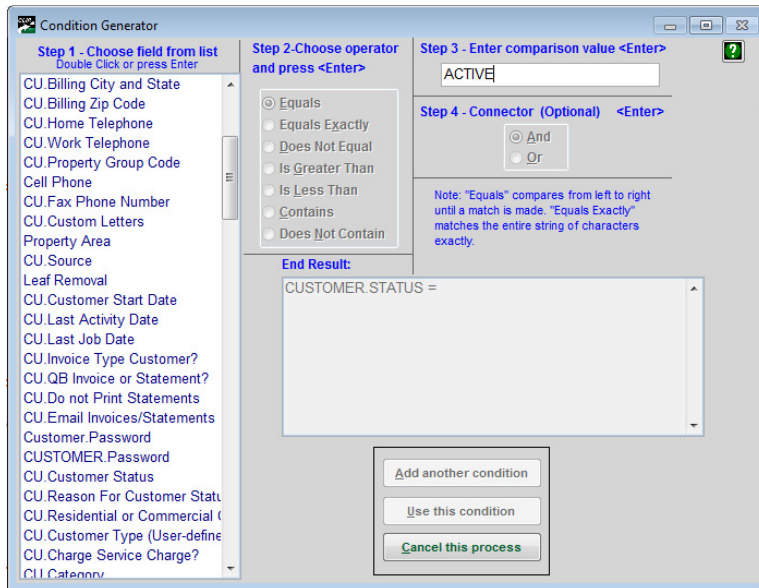 Condition Generator
Step 1 - Choose field from list
Double Click or press Enter
CU.Billing City and State
CU.Billing Zip Code
CU.Home Telephone
CU.Work Telephone
CU.Property Group Code
Cell Phone
CU.Fax Phone Number
CU.Custom Letters
Property Area
CU.Source
Leaf Removal
CU.Customer Start Date
CU.Last Activity Date
CU.Last Job Date
CU.Invoice Type Customer?
CU.QB Invoice or Statement?
CU.Do not Print Statements
CU.Email Invoices/Statements
Customer.Password
CUSTOMER.Password
CU.Customer Status
CU.Reason For Customer Statu
CU.Residential or Commercial (
CU.Customer Type (User-define
CU.Charge Service Charge?
CU.Category
Step 2-Choose operator
and press <Enter>
Equals
Equals Exactly
Does Not Equal
Is Greater Than
Is Less Than
Contains
Does Not Contain
Step 3 - Enter comparison value <Enter>
ACTIVE
Step 4 - Connector (Optional) <Enter>
And
Or
Note: "Equals" compares from left to right
until a match is made. "Equals Exactly"
matches the entire string of characters
exactly.
End Result:
CUSTOMER.STATUS =
Add another condition
Use this condition
Cancel this process
?